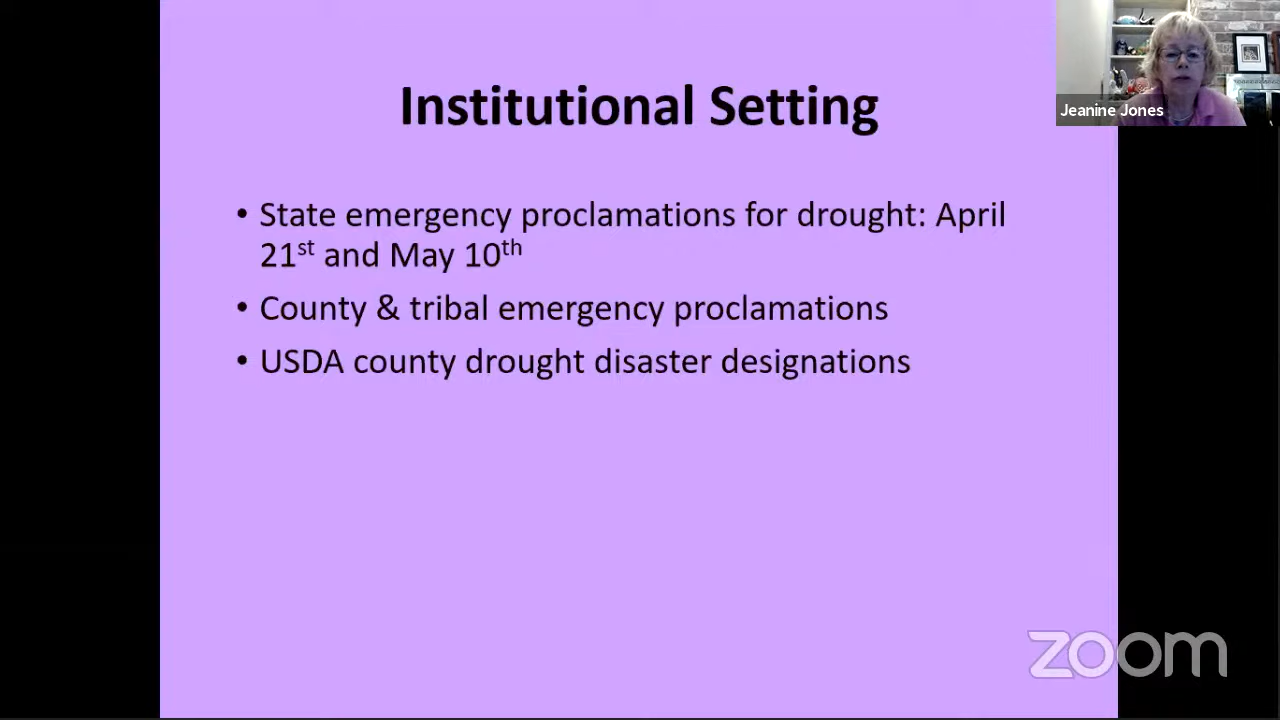 Institutional Setting
Jeanine Jones
• State emergency proclamations for drought: April
21st and May 10th
• County & tribal emergency proclamations
• USDA county drought disaster designations
zoom